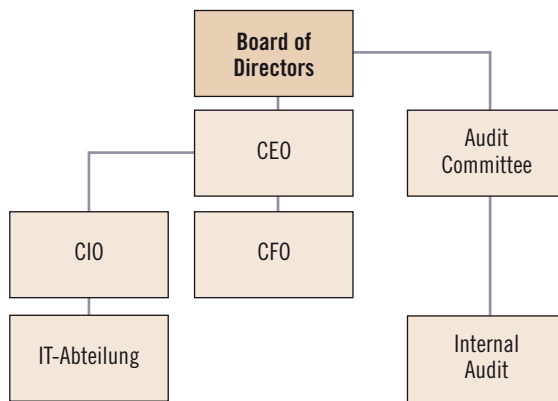 Board of
Directors
CEO
Audit
Committee
CIO
CFO
IT-Abteilung
Internal
Audit